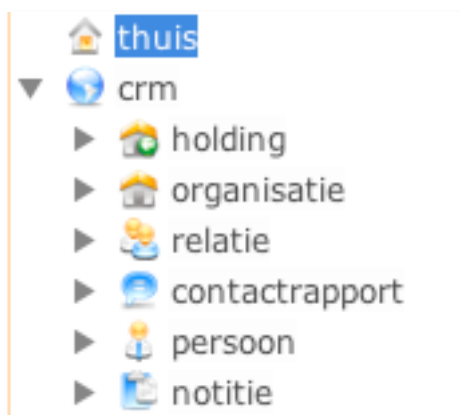 thuis
crm
holding
organisatie
relatie
contactrapport
persoon
notitie